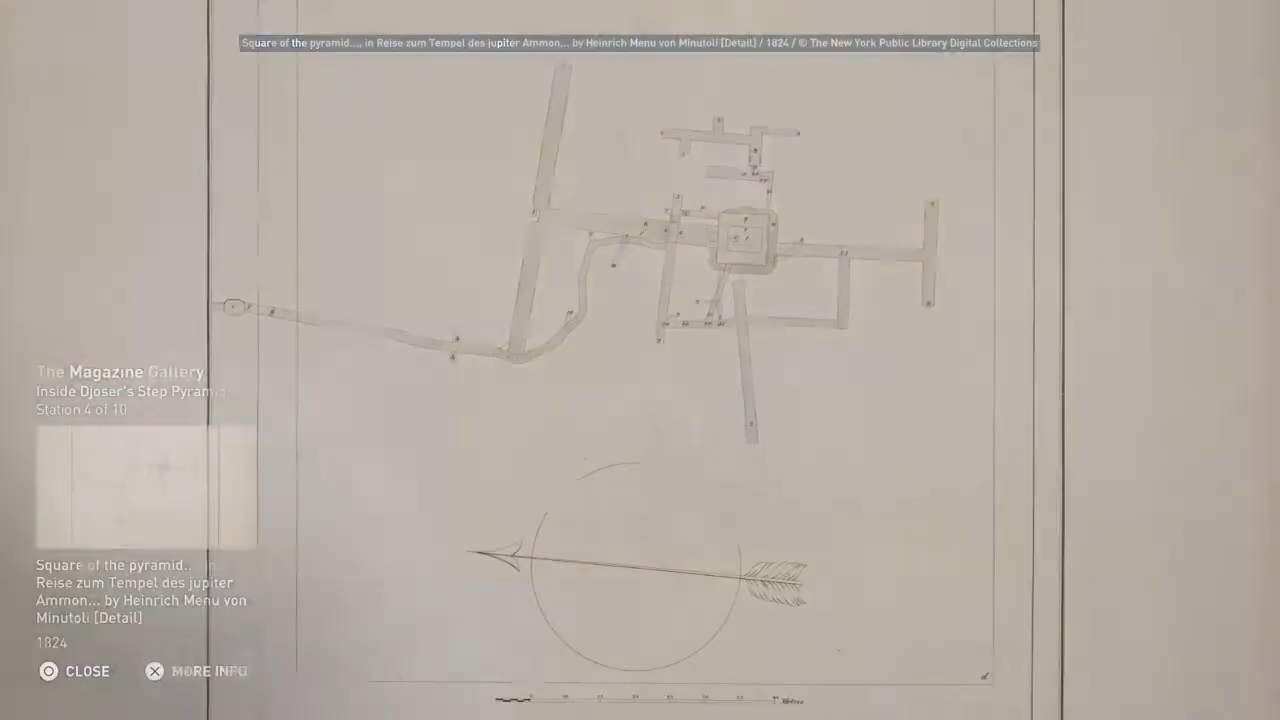 Square of the pyramid..., in Reise zum Tempel des jupiter Ammon... by Heinrich Menu von Minutoli [Detail] / 1824 / © The New York Public Library Digital Collections
The Magazine Gallery
Inside Djoser's Step Pyramid
Station 4 of 10
Square of the pyramid... in
Reise zum Tempel des jupiter
Ammon... by Heinrich Menu von
Minutoli [Detail]
1824
CLOSE
MORE INFO